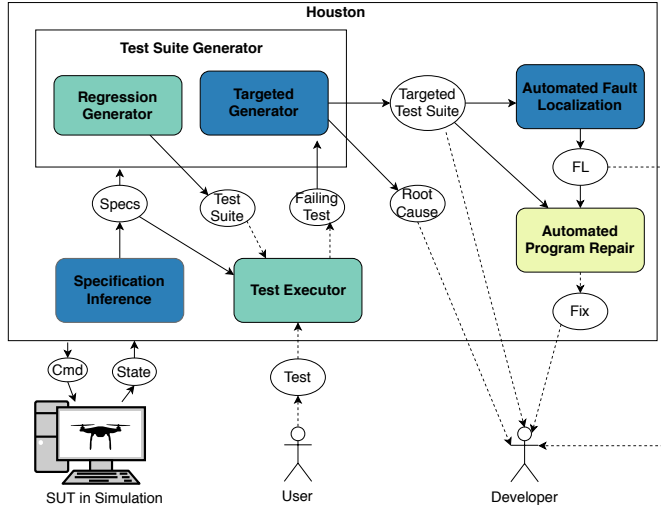 Houston
Test Suite Generator
Regression
Generator
Targeted
Generator
Targeted
Test Suite
Automated Fault
Localization
FL
Specs
Test
Suite
Failing
Test
Root
Cause
Automated
Program Repair
Specification
Inference
Test Executor
Fix
Cmd
State
Test
SUT in Simulation
User
Developer